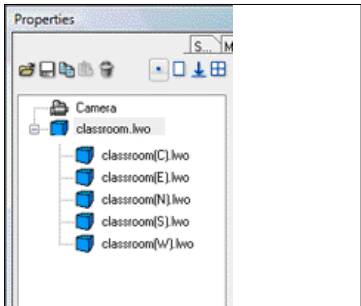 Properties
S... M
Camera
classroom.lwo
classroom(C).lwo
classroom(E).lwo
classroom(N).lwo
classroom(S).lwo
classroom(W).lwo